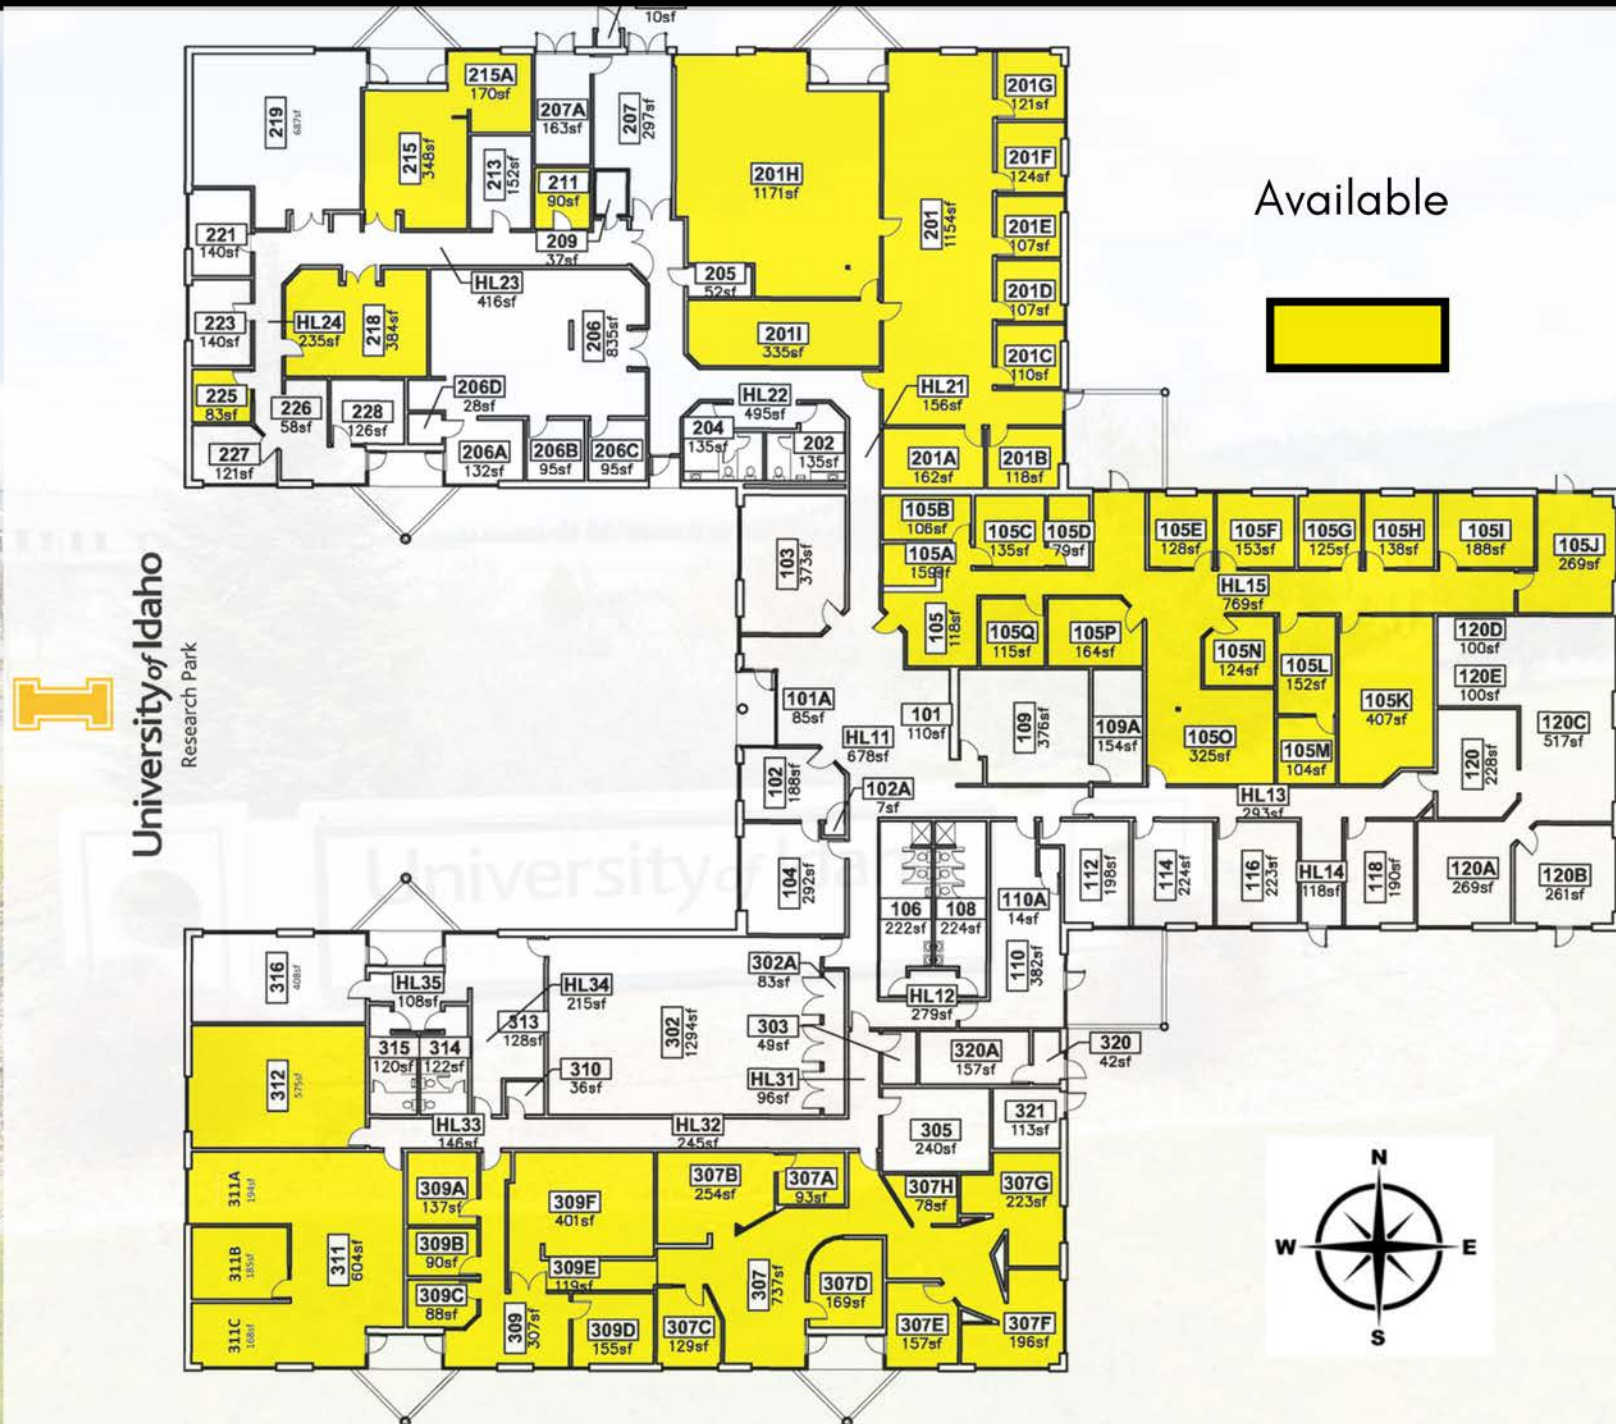 10sf
219
687sf
215A
170sf
215
348sf
213
152sf
207A
163sf
207
297sf
211
90sf
209
37sf
201H
1171sf
201
1154sf
201G
121sf
201F
124sf
201E
107sf
201D
107sf
201C
110sf
Available
221
140sf
223
140sf
225
83sf
227
121sf
HL23
416sf
HL24
235sf
218
384sf
206
835sf
205
52sf
201I
335sf
226
58sf
228
126sf
206D
28sf
206A
132sf
206B
95sf
206C
95sf
HL22
495sf
204
135sf
202
135sf
HL21
156sf
201A
162sf
201B
118sf
University of Idaho
Research Park
103
373sf
105B
106sf
105A
159sf
105C
135sf
105D
79sf
105E
128sf
105F
153sf
105G
125sf
105H
138sf
105I
188sf
105J
269sf
HL15
769sf
105
118sf
105Q
115sf
105P
164sf
105N
124sf
105L
152sf
105K
407sf
105O
325sf
105M
104sf
120D
100sf
120E
100sf
120C
517sf
120
228sf
101A
85sf
101
110sf
HL11
678sf
109
376sf
109A
154sf
102
188sf
102A
7sf
HL13
293sf
104
292sf
106
222sf
108
224sf
110A
14sf
110
382sf
112
198sf
114
224sf
116
223sf
HL14
118sf
118
190sf
120A
269sf
120B
261sf
University of Idaho
HL12
279sf
316
408sf
HL35
108sf
HL34
215sf
313
128sf
302
1294sf
302A
83sf
303
49sf
HL31
96sf
320A
157sf
320
42sf
312
575sf
315
120sf
314
122sf
310
36sf
HL33
146sf
HL32
245sf
305
240sf
321
113sf
311A
194sf
311B
185sf
311C
168sf
311
604sf
309A
137sf
309B
90sf
309C
88sf
309F
401sf
309E
119sf
309
307sf
309D
155sf
307B
254sf
307A
93sf
307H
78sf
307G
223sf
307
737sf
307C
129sf
307D
169sf
307E
157sf
307F
196sf
N
W
E
S